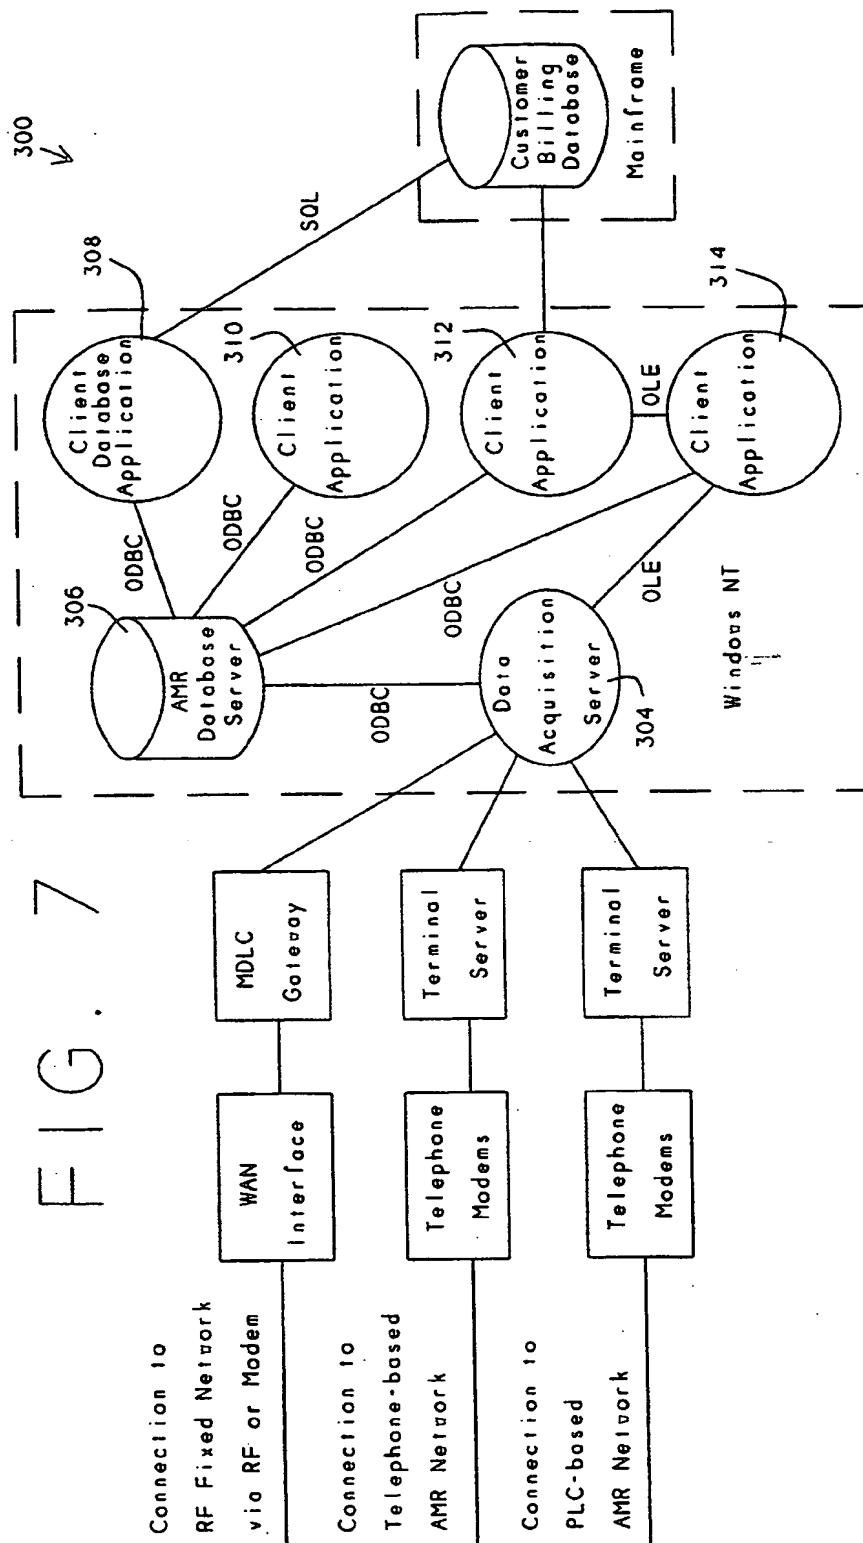 FIG. 7
300
Connection to
RF Fixed Network
via RF or Modem
WAN
Interface
MDLC
Gateway
Connection to
Telephone-based
AMR Network
Telephone
Modems
Terminal
Server
Connection to
PLC-based
AMR Network
Telephone
Modems
Terminal
Server
306
AMR
Database
Server
ODBC
Data
Acquisition
Server
304
ODBC
ODBC
ODBC
ODBC
OLE
Windows NT
Client
Database
Application
308
Client
Application
310
Client
Application
312
OLE
Client
Application
314
SQL
Customer
Billing
Database
Mainframe